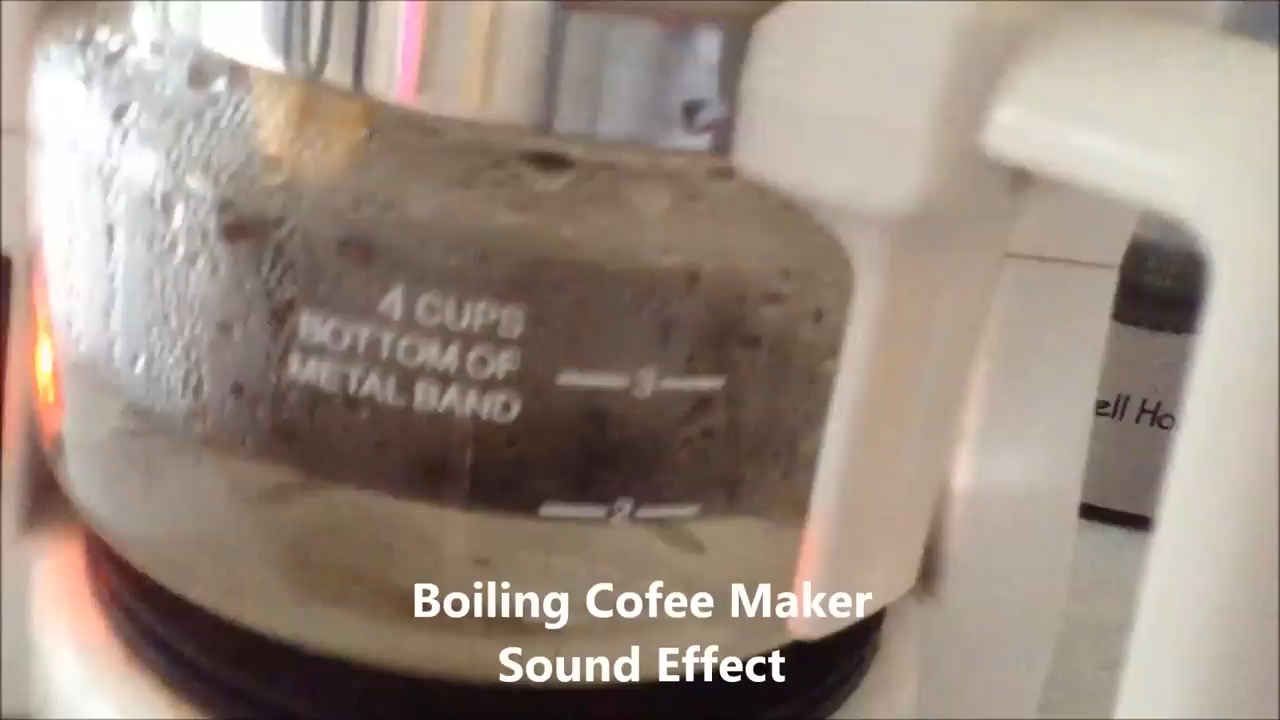 4 CUPS
BOTTOM OF
METAL BAND
3
2
ell Ho
Boiling Cofee Maker
Sound Effect